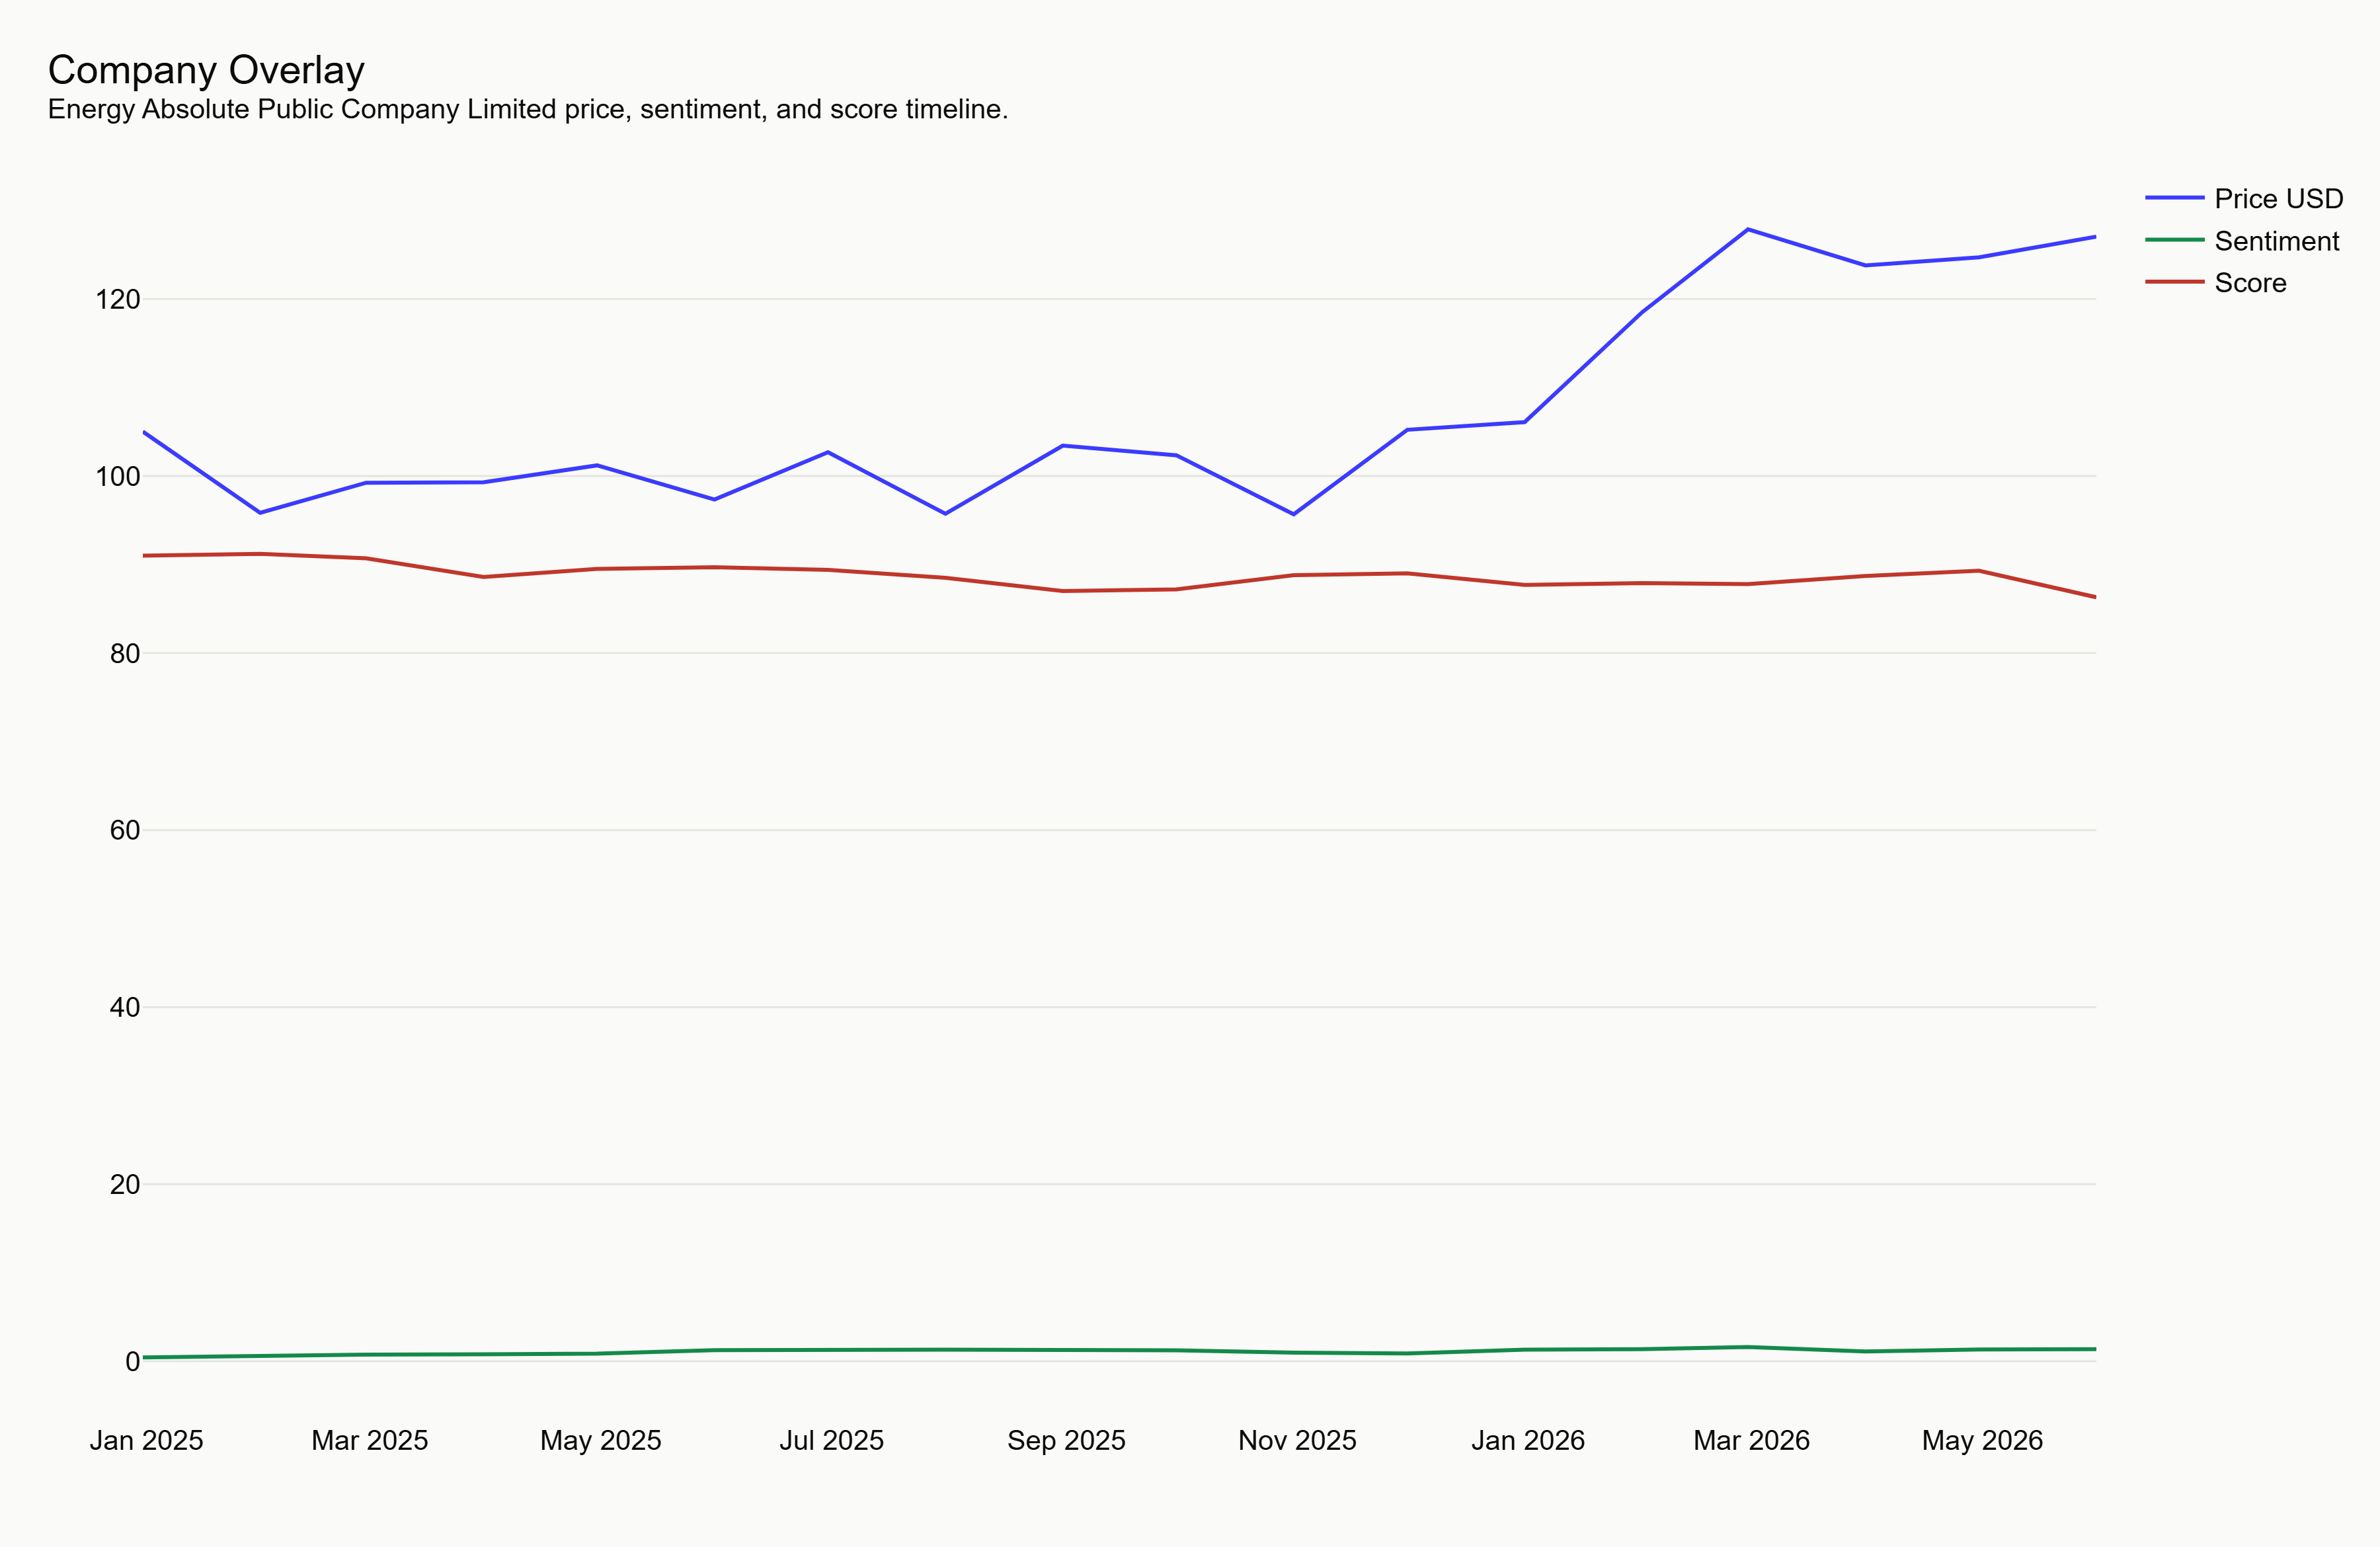 Company Overlay
Energy Absolute Public Company Limited price, sentiment, and score timeline.
Price USD
Sentiment
Score
120
100
80
60
40
20
0
Jan 2025
Mar 2025
May 2025
Jul 2025
Sep 2025
Nov 2025
Jan 2026
Mar 2026
May 2026